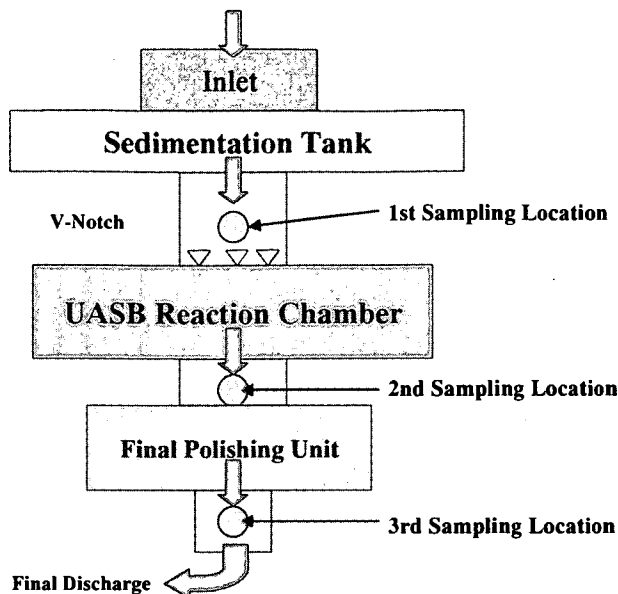 Inlet
Sedimentation Tank
V-Notch
1st Sampling Location
UASB Reaction Chamber
2nd Sampling Location
Final Polishing Unit
3rd Sampling Location
Final Discharge